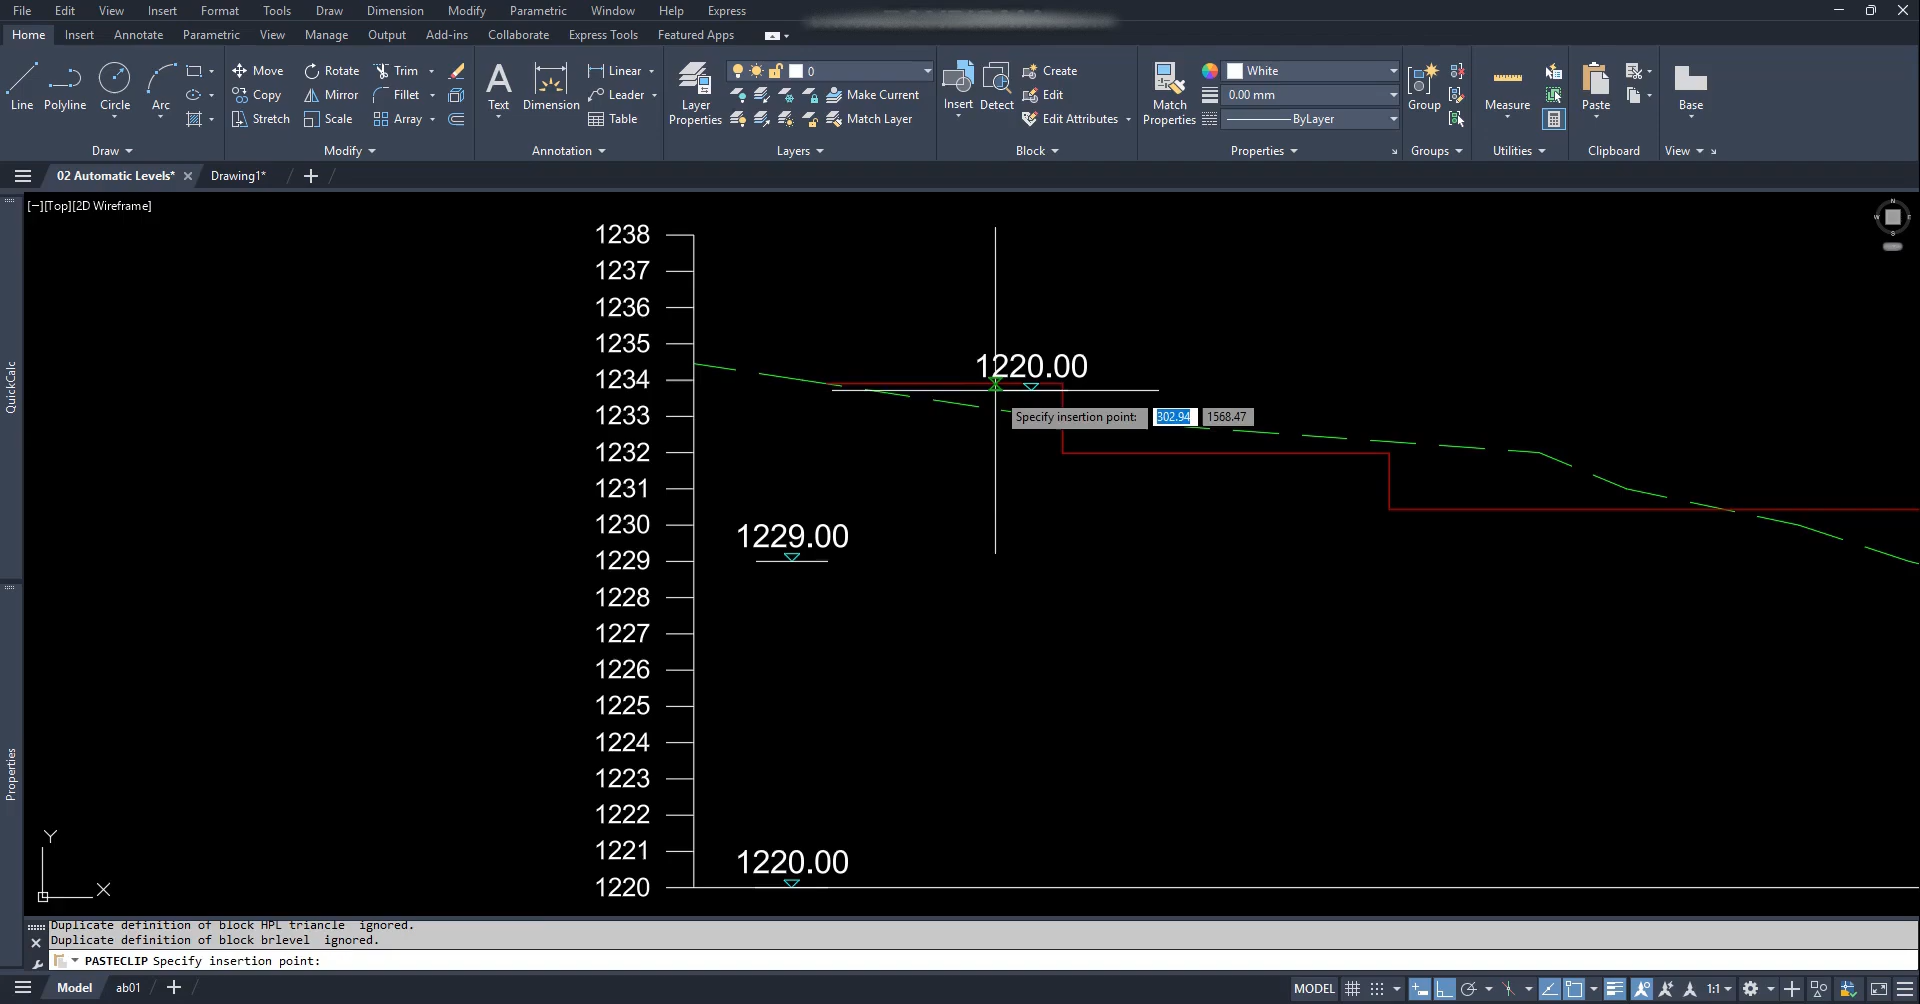 File Edit View Insert Format Tools Draw Dimension Modify Parametric Window Help Express
Home Insert Annotate Parametric View Manage Output Add-ins Collaborate Express Tools Featured Apps
Line Polyline Circle Arc
Move Rotate Trim
Copy Mirror Fillet
Stretch Scale Array
Text Dimension
Linear
Leader
Table
Layer Properties
0
Make Current
Match Layer
Insert Detect
Create
Edit
Edit Attributes
Match Properties
White
0.00 mm
ByLayer
Group
Measure
Paste
Base
Draw Modify Annotation Layers Block Properties Groups Utilities Clipboard View
02 Automatic Levels* Drawing1*
[−][Top][2D Wireframe]
N
W E
S
QuickCalc
Properties
1238
1237
1236
1235
1234
1233
1232
1231
1230
1229
1228
1227
1226
1225
1224
1223
1222
1221
1220
1220.00
Specify insertion point: 302.94 1568.47
1229.00
1220.00
Y
X
Duplicate definition of block HPL triancle ignored.
Duplicate definition of block brlevel ignored.
PASTECLIP Specify insertion point:
Model ab01
MODEL 1:1